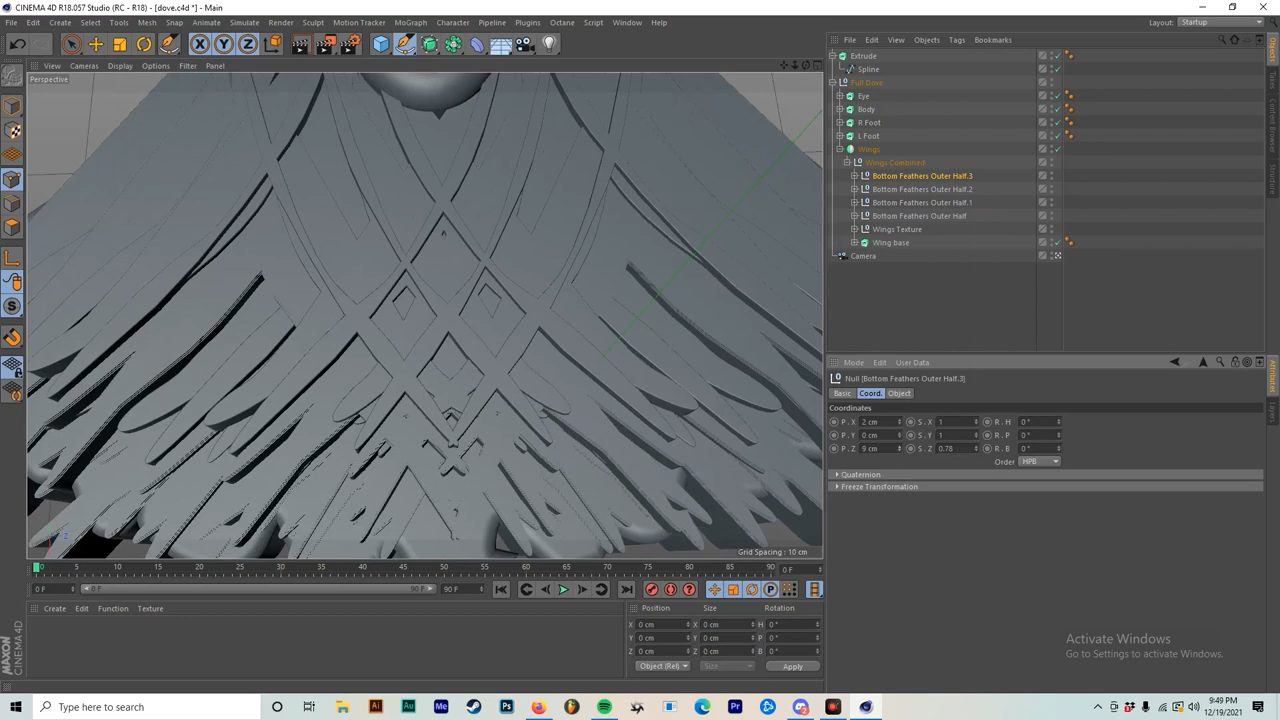 CINEMA 4D R18.057 Studio (RC - R18) - [dove.c4d *] - Main
File Edit Create Select Tools Mesh Snap Animate Simulate Render Sculpt Motion Tracker MoGraph Character Pipeline Plugins Octane Script Window Help
Layout: Startup
File Edit View Objects Tags Bookmarks
View Cameras Display Options Filter Panel
Perspective
Extrude
Spline
Full Dove
Eye
Body
R Foot
L Foot
Wings
Wings Combined
Bottom Feathers Outer Half.3
Bottom Feathers Outer Half.2
Bottom Feathers Outer Half.1
Bottom Feathers Outer Half
Wings Texture
Wing base
Camera
Objects
Takes
Content Browser
Structure
Mode Edit User Data
Null [Bottom Feathers Outer Half.3]
Basic Coord. Object
Coordinates
P . X 2 cm S . X 1 R . H 0 °
P . Y 0 cm S . Y 1 R . P 0 °
P . Z 9 cm S . Z 0.78 R . B 0 °
Order HPB
Quaternion
Freeze Transformation
Attributes
Layers
Z
Grid Spacing : 10 cm
0 5 10 15 20 25 30 35 40 45 50 55 60 65 70 75 80 85 90 0 F
0 F 0 F 90 F 90 F
Create Edit Function Texture
Position Size Rotation
X 0 cm X 0 cm H 0 °
Y 0 cm Y 0 cm P 0 °
Z 0 cm Z 0 cm B 0 °
Object (Rel) Size Apply
MAXON CINEMA 4D
Activate Windows
Go to Settings to activate Windows.
Type here to search
9:49 PM
12/19/2021